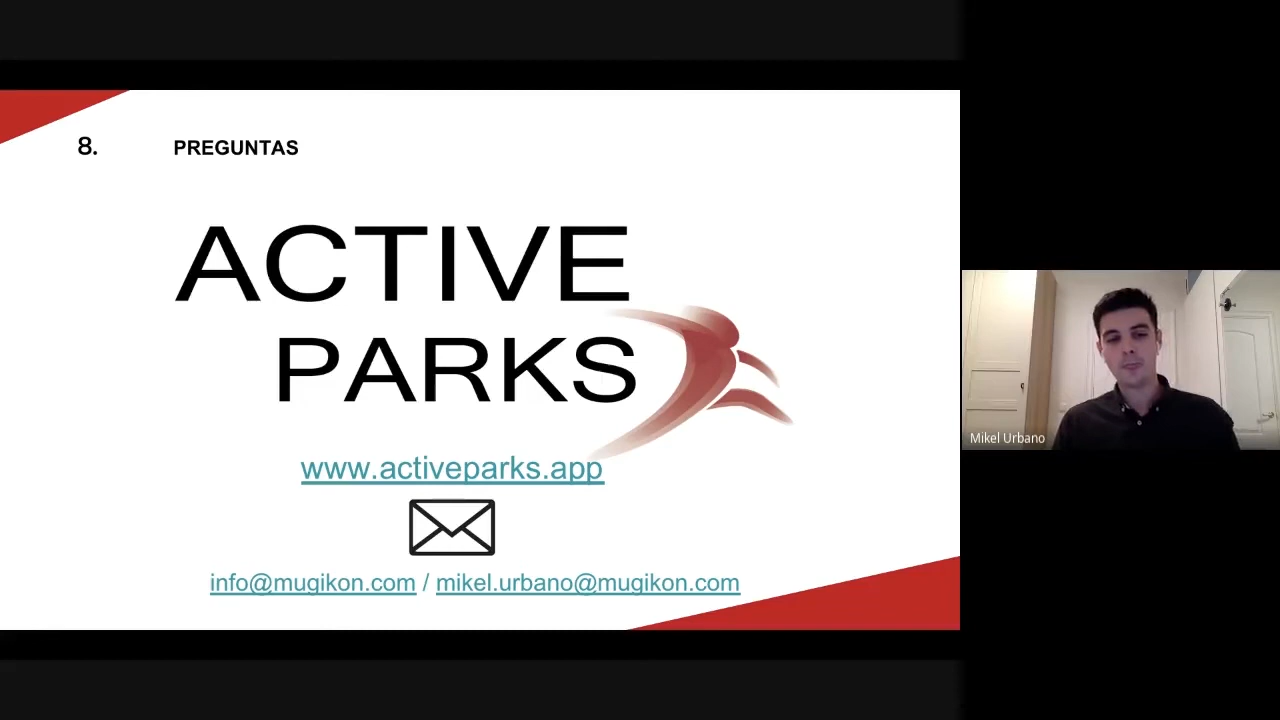 8. PREGUNTAS
ACTIVE
PARKS
www.activeparks.app
info@mugikon.com / mikel.urbano@mugikon.com
Mikel Urbano